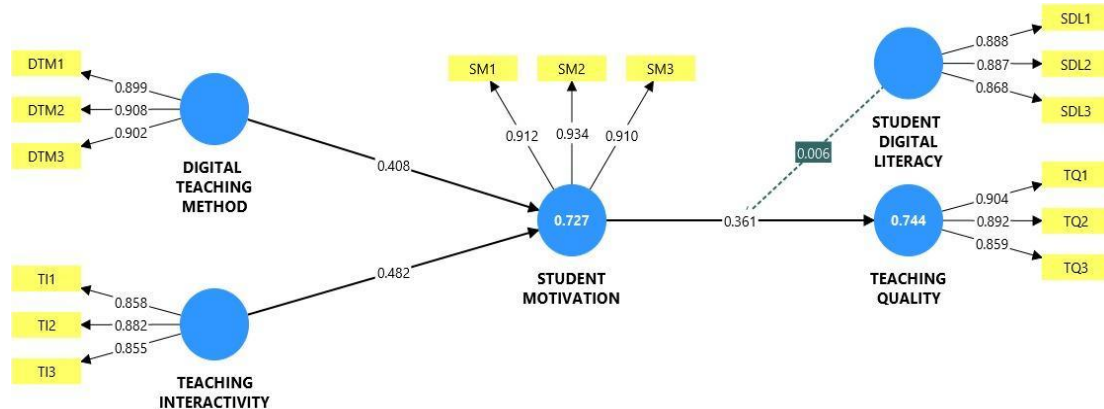 SDL1
0.888
SDL2
0.887
SDL3
0.868
STUDENT
DIGITAL
LITERACY
DTM1
0.899
DTM2
0.908
DTM3
0.902
DIGITAL
TEACHING
METHOD
SM1
SM2
SM3
0.912
0.934
0.910
0.006
0.408
0.482
0.727
STUDENT
MOTIVATION
0.361
0.744
TEACHING
QUALITY
TQ1
0.904
TQ2
0.892
TQ3
0.859
TI1
0.858
TI2
0.882
TI3
0.855
TEACHING
INTERACTIVITY